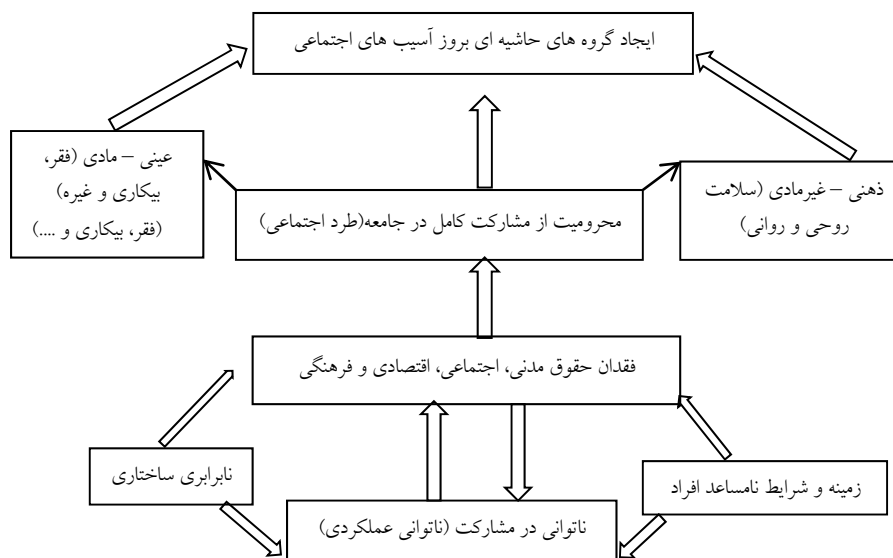 ایجاد گروه های حاشیه ای بروز آسیب های اجتماعی
ذهنی – غیرمادی (سلامت
روحی و روانی)
عینی – مادی (فقر،
بیکاری و غیره)
(فقر، بیکاری و ....)
محرومیت از مشارکت کامل در جامعه(طرد اجتماعی)
فقدان حقوق مدنی، اجتماعی، اقتصادی و فرهنگی
زمینه و شرایط نامساعد افراد
نابرابری ساختاری
ناتوانی در مشارکت (ناتوانی عملکردی)